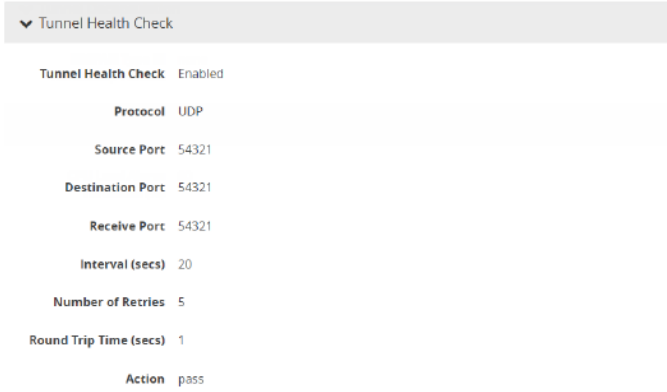 Tunnel Health Check
Tunnel Health Check Enabled
Protocol UDP
Source Port 54321
Destination Port 54321
Receive Port 54321
Interval (secs) 20
Number of Retries 5
Round Trip Time (secs) 1
Action pass